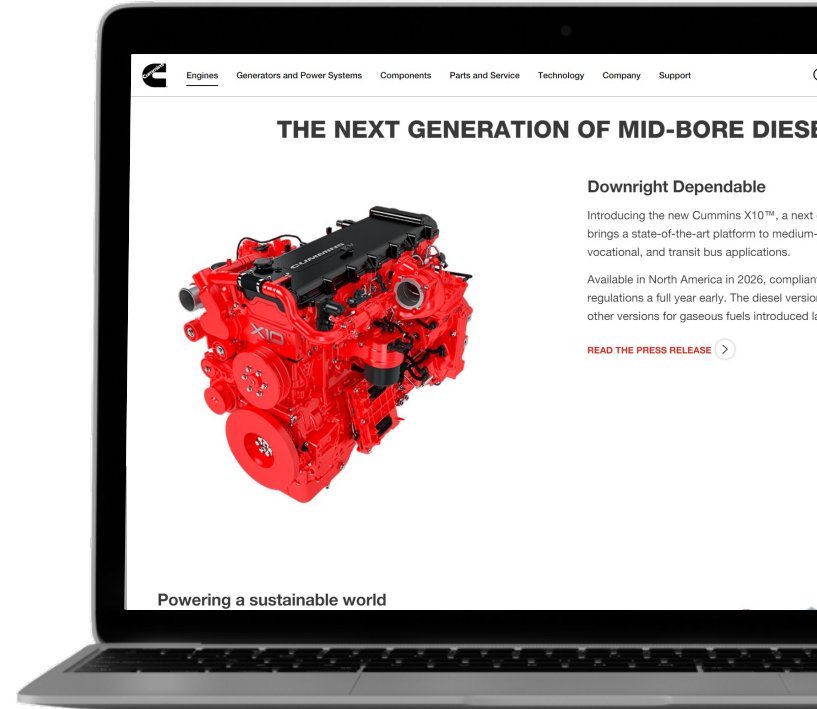 Cummins
Engines Generators and Power Systems Components Parts and Service Technology Company Support
THE NEXT GENERATION OF MID-BORE DIESE
Downright Dependable
Introducing the new Cummins X10™, a next
brings a state-of-the-art platform to medium-
vocational, and transit bus applications.
Available in North America in 2026, complian
regulations a full year early. The diesel versio
other versions for gaseous fuels introduced la
READ THE PRESS RELEASE
CUMMINS
X10
Powering a sustainable world